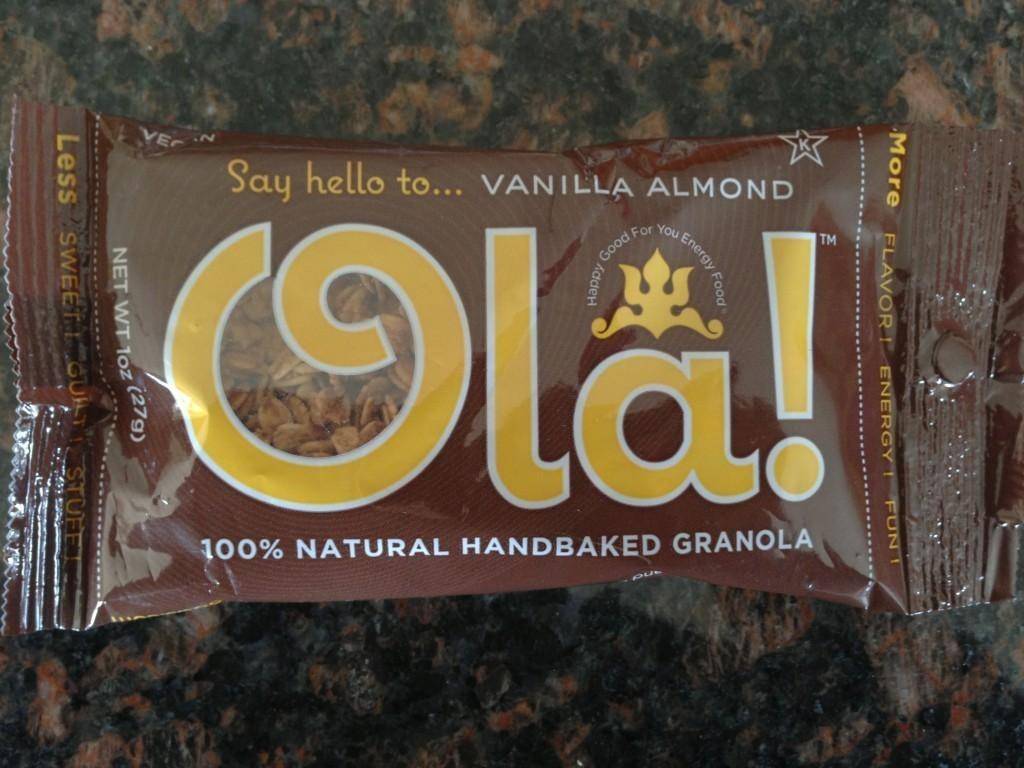 VEGAN
Say hello to... VANILLA ALMOND
K
Ola!™
Happy Good For You Energy Food
100% NATURAL HANDBAKED GRANOLA
NET WT 1oz (27g)
Less SWEET! GUILT! STUFF!
More FLAVOR! ENERGY! FUN!